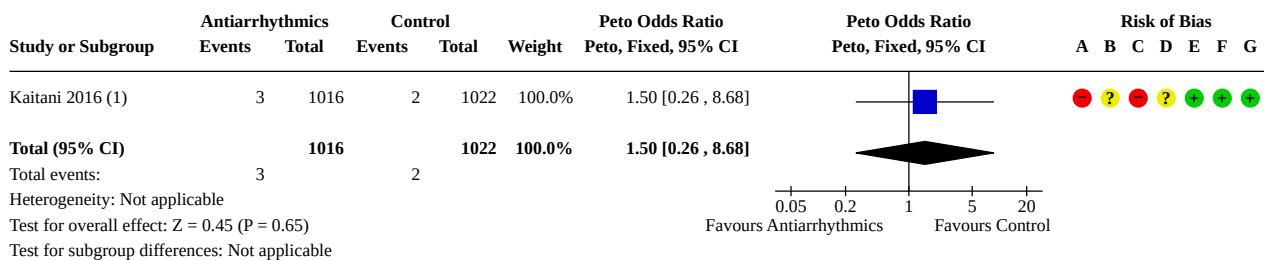 Antiarrhythmics Control Peto Odds Ratio Peto Odds Ratio Risk of Bias
Study or Subgroup Events Total Events Total Weight Peto, Fixed, 95% CI Peto, Fixed, 95% CI A B C D E F G
Kaitani 2016 (1) 3 1016 2 1022 100.0% 1.50 [0.26 , 8.68] − ? − ? + + +
Total (95% CI) 1016 1022 100.0% 1.50 [0.26 , 8.68]
Total events: 3 2
Heterogeneity: Not applicable
0.05 0.2 1 5 20
Test for overall effect: Z = 0.45 (P = 0.65) Favours Antiarrhythmics Favours Control
Test for subgroup differences: Not applicable